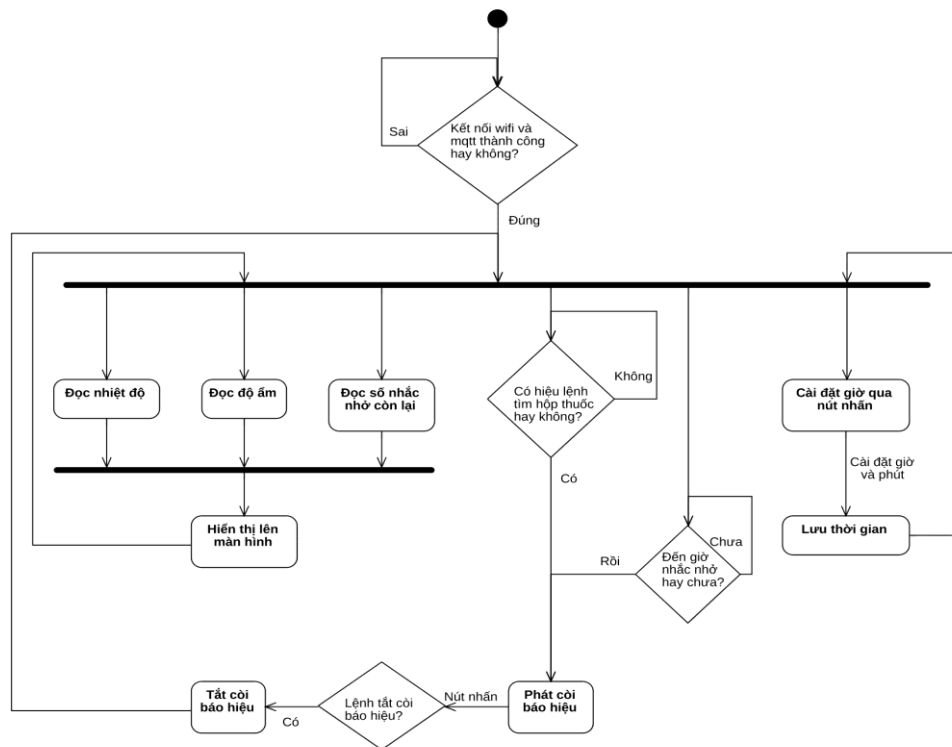 Kết nối wifi và
mqtt thành công
hay không?
Sai
Đúng
Đọc nhiệt độ
Đọc độ ẩm
Đọc số nhắc
nhở còn lại
Có hiệu lệnh
tìm hộp thuốc
hay không?
Không
Cài đặt giờ qua
nút nhấn
Cài đặt giờ
và phút
Có
Hiển thị lên
màn hình
Lưu thời gian
Chưa
Đến giờ
nhắc nhở
hay chưa?
Rồi
Tắt còi
báo hiệu
Có
Lệnh tắt còi
báo hiệu?
Nút nhấn
Phát còi
báo hiệu